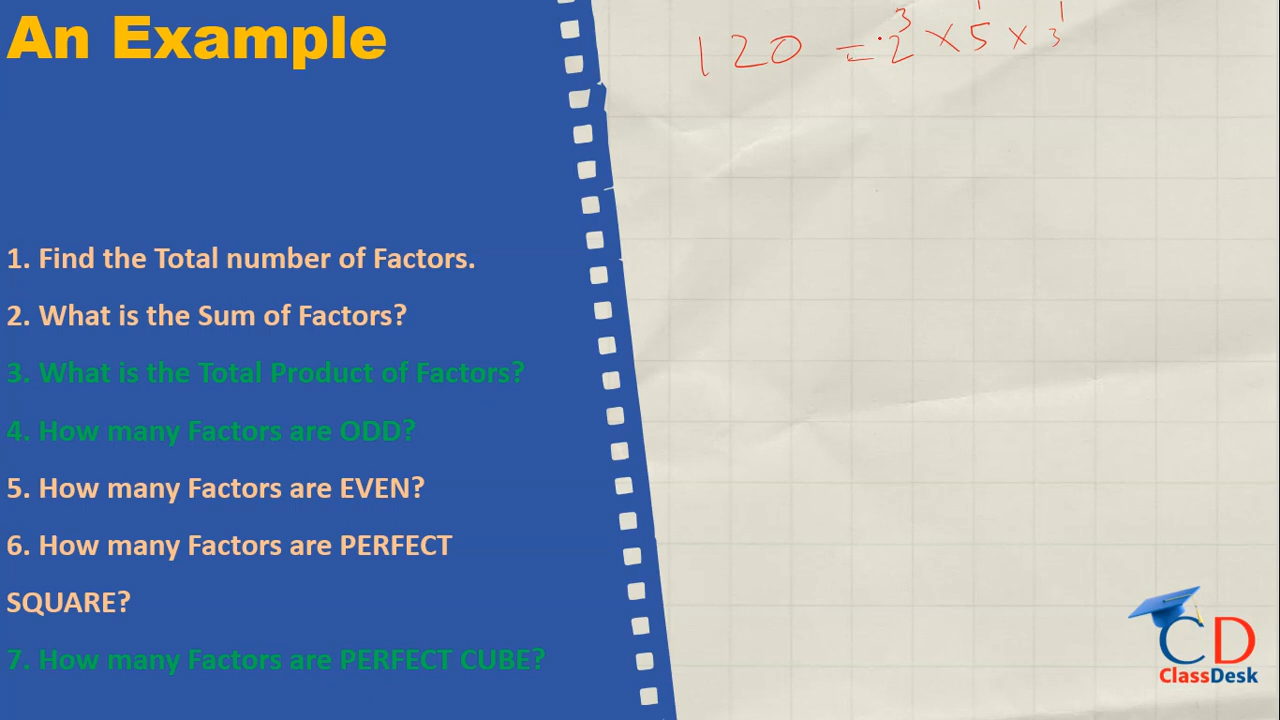 An Example
120 = 2³ × 5¹ × 3¹
1. Find the Total number of Factors.
2. What is the Sum of Factors?
3. What is the Total Product of Factors?
4. How many Factors are ODD?
5. How many Factors are EVEN?
6. How many Factors are PERFECT
SQUARE?
7. How many Factors are PERFECT CUBE?
CD
ClassDesk